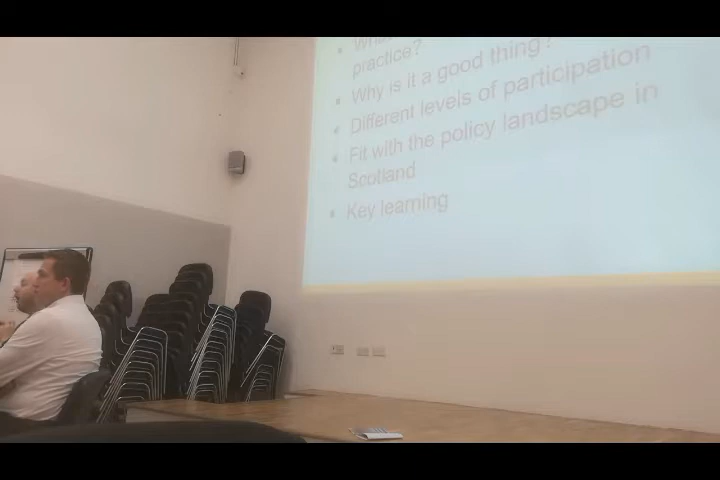 What
practice?
Why is it a good thing?
Different levels of participation
Fit with the policy landscape in
Scotland
Key learning